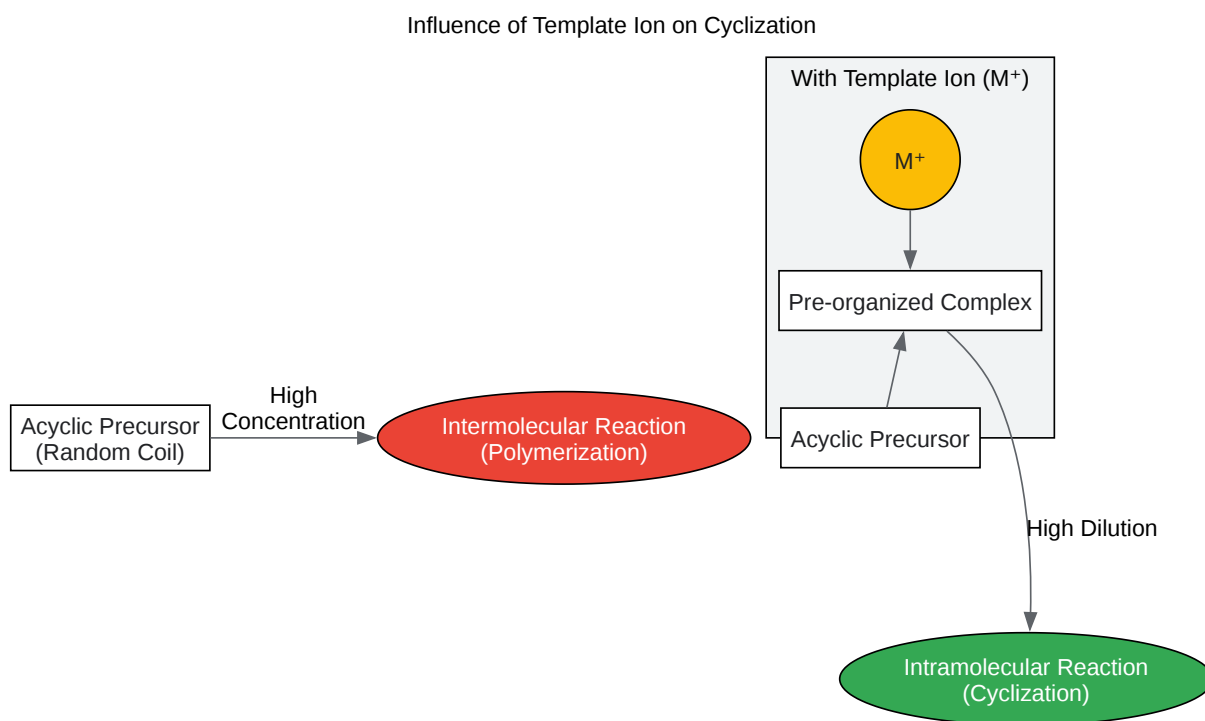 Influence of Template Ion on Cyclization
With Template Ion (M⁺)
M⁺
Pre-organized Complex
Acyclic Precursor
High
Concentration
Acyclic Precursor
(Random Coil)
Intermolecular Reaction
(Polymerization)
High Dilution
Intramolecular Reaction
(Cyclization)